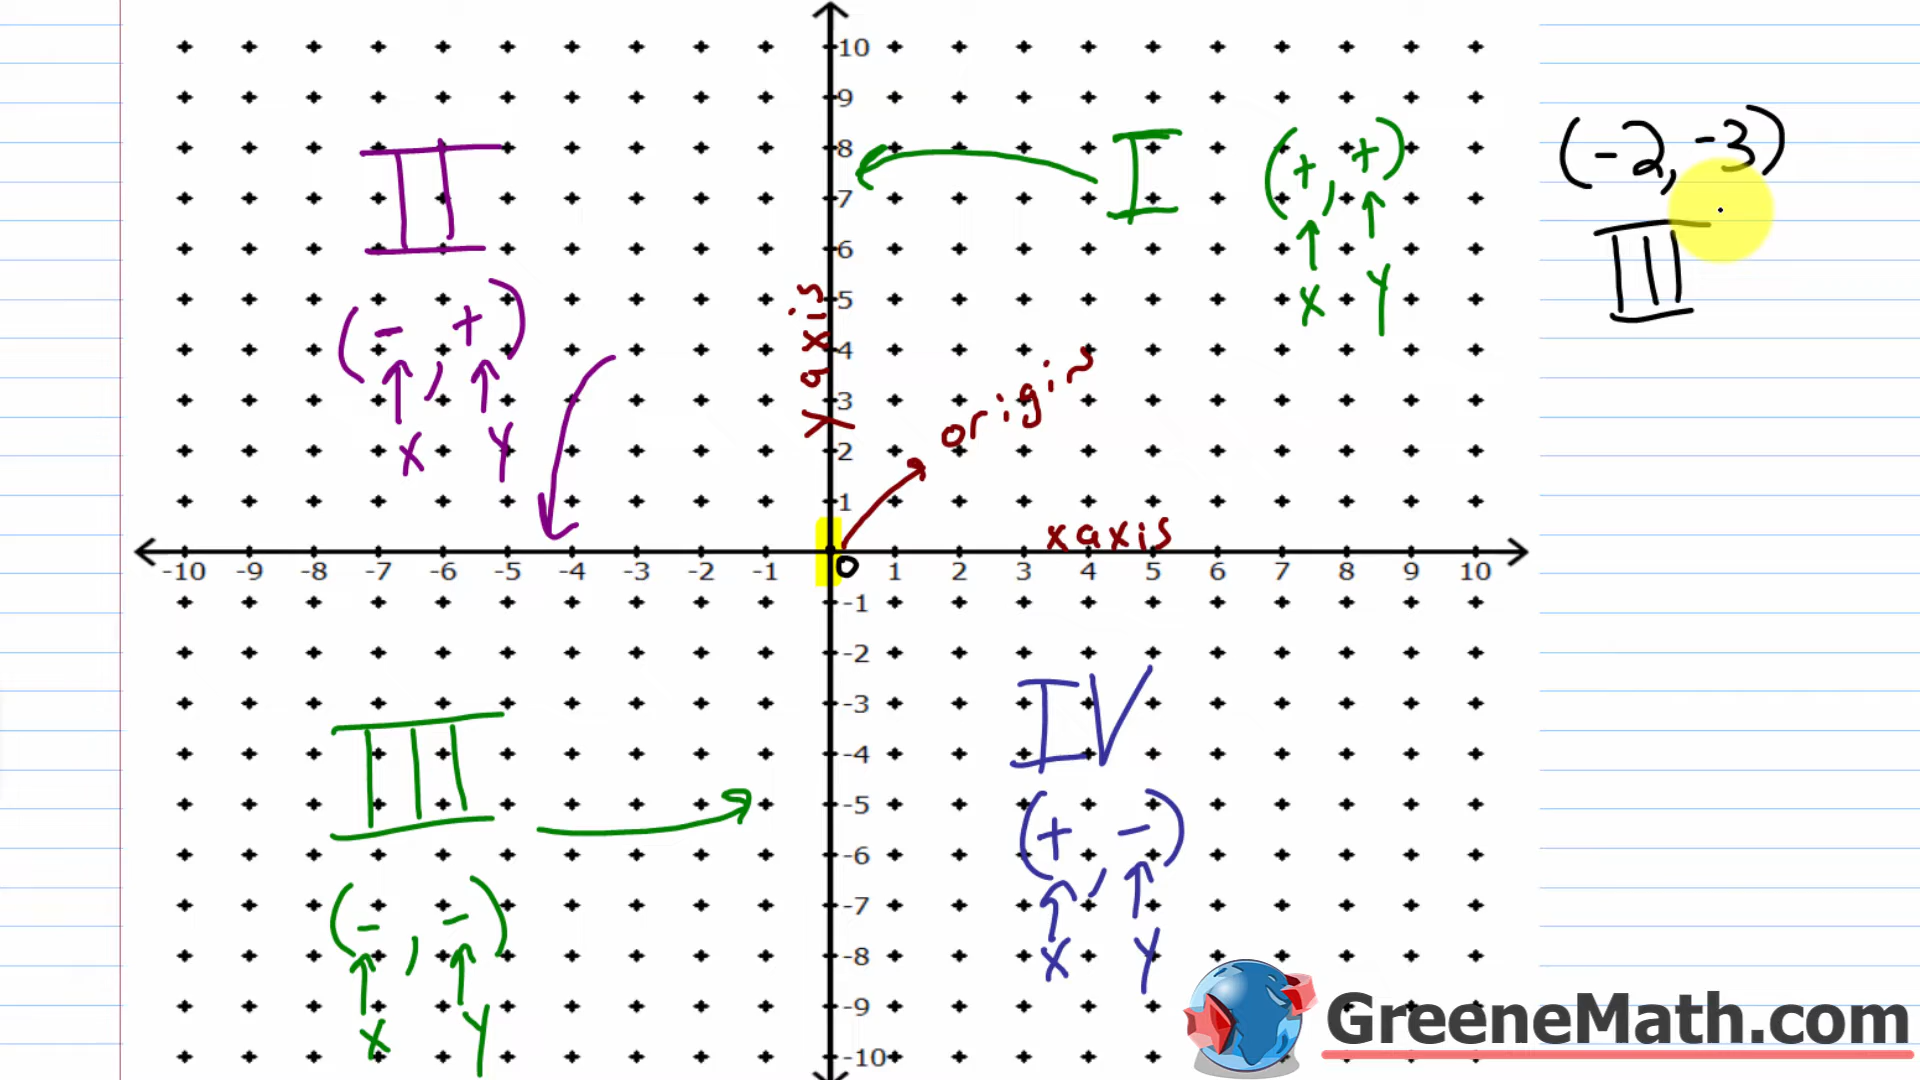 10
9
8
7
6
5
4
3
2
1
-10 -9 -8 -7 -6 -5 -4 -3 -2 -1 0 1 2 3 4 5 6 7 8 9 10
-1
-2
-3
-4
-5
-6
-7
-8
-9
-10
II
(-, +)
X Y
I (+, +)
X Y
y axis
origin
x axis
(-2, -3)
III
III
(-, -)
X Y
IV
(+, -)
X Y
GreeneMath.com